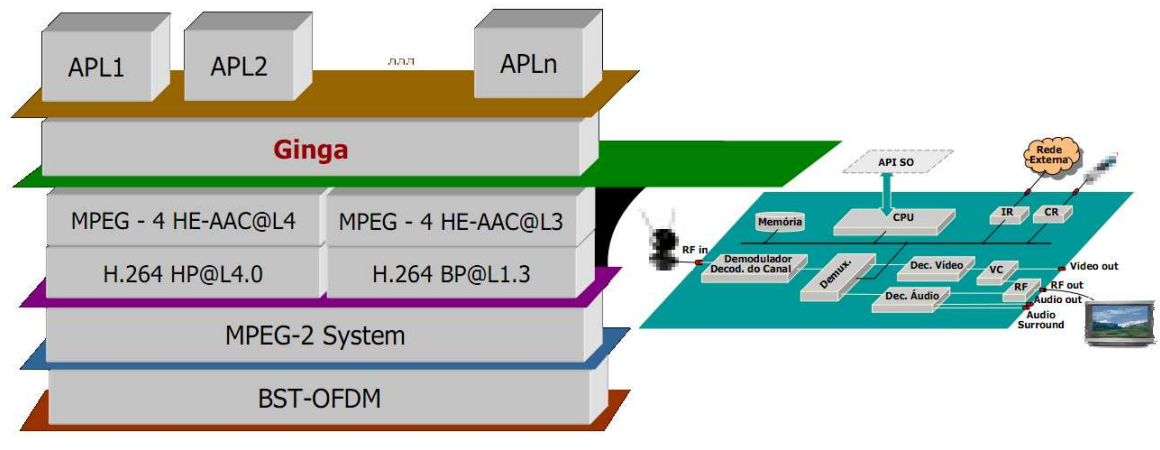 APL1
APL2
...
APLn
Ginga
MPEG - 4 HE-AAC@L4
MPEG - 4 HE-AAC@L3
H.264 HP@L4.0
H.264 BP@L1.3
MPEG-2 System
BST-OFDM
API SO
Rede
Externa
Memória
CPU
IR
CR
RF in
Demodulador
Decod. do Canal
Demux.
Dec. Vídeo
VC
Video out
Dec. Áudio
RF
RF out
Audio out
Audio
Surround